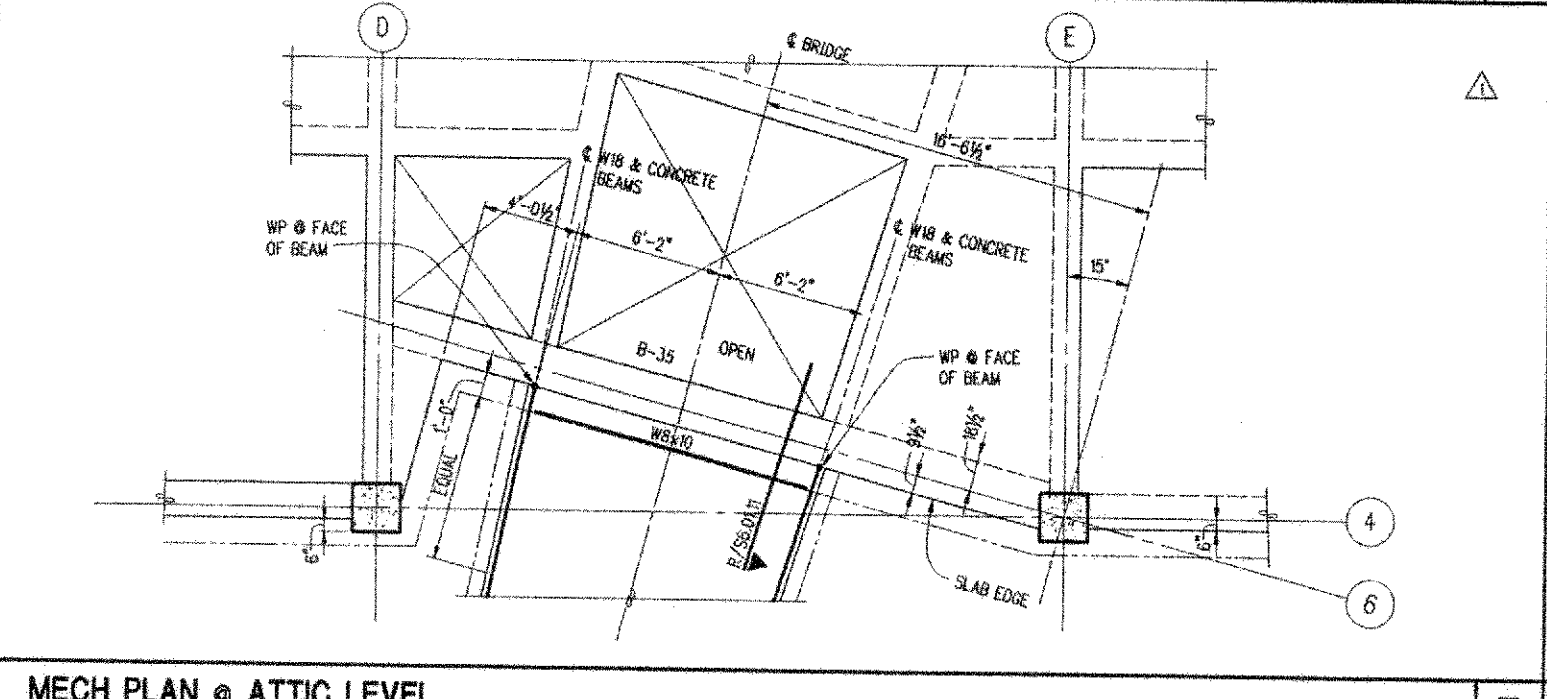 D
E
℄ BRIDGE
1
16'-6½"
℄ W18 & CONCRETE
BEAMS
4'-0½"
WP @ FACE
OF BEAM
6'-2"
℄ W18 & CONCRETE
BEAMS
15"
6'-2"
B-35
OPEN
WP @ FACE
OF BEAM
1'-0"
9½"
18½"
W8x10
EQUAL
6"
6"
4
SLAB EDGE
6
MECH PLAN @ ATTIC LEVEL